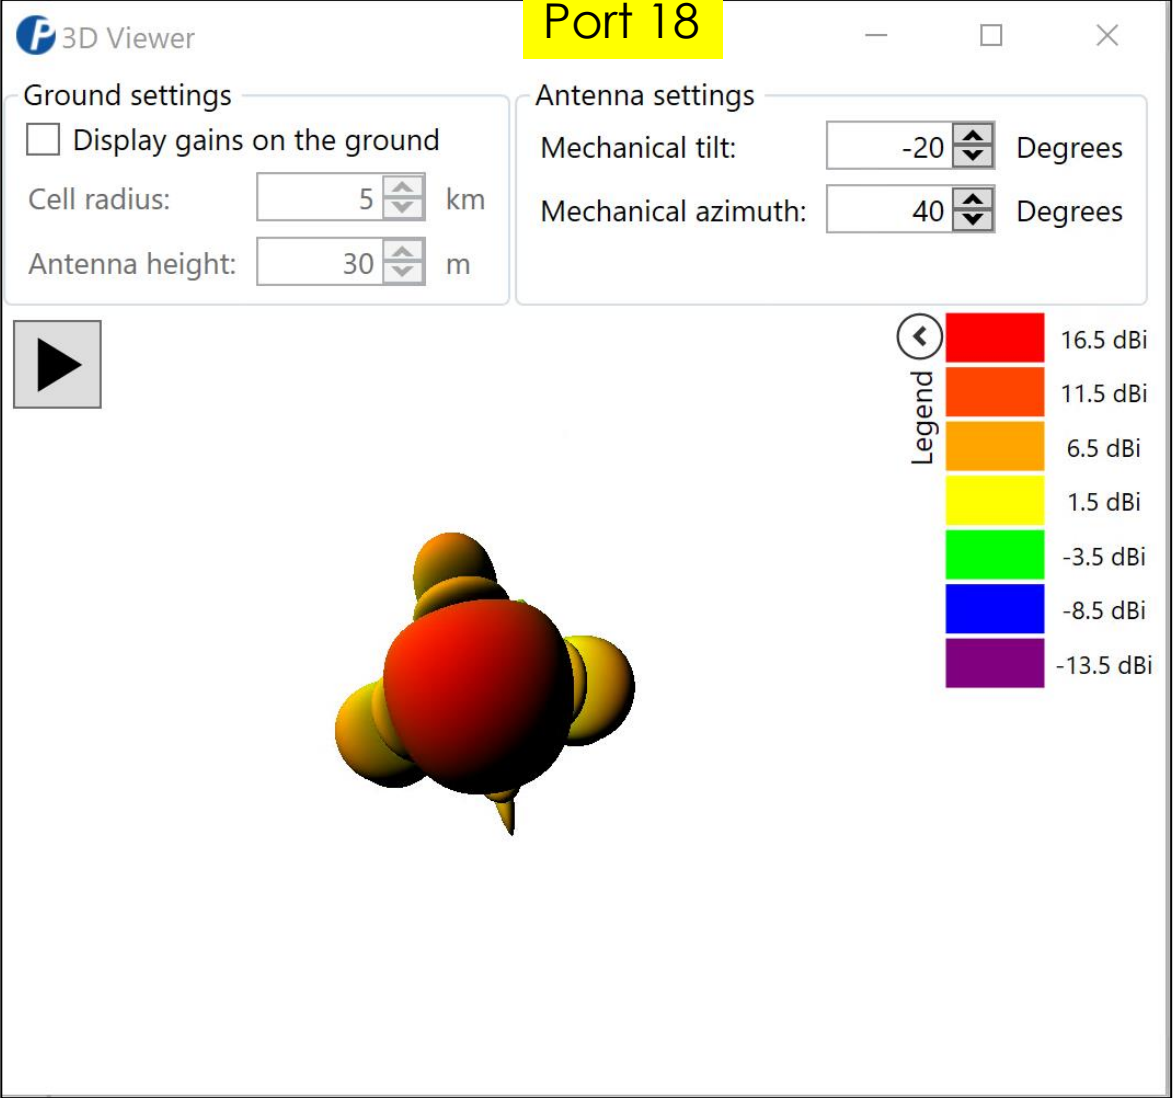 Port 18
P 3D Viewer
Ground settings
Display gains on the ground
Cell radius: 5 km
Antenna height: 30 m
Antenna settings
Mechanical tilt: -20 Degrees
Mechanical azimuth: 40 Degrees
Legend
16.5 dBi
11.5 dBi
6.5 dBi
1.5 dBi
-3.5 dBi
-8.5 dBi
-13.5 dBi